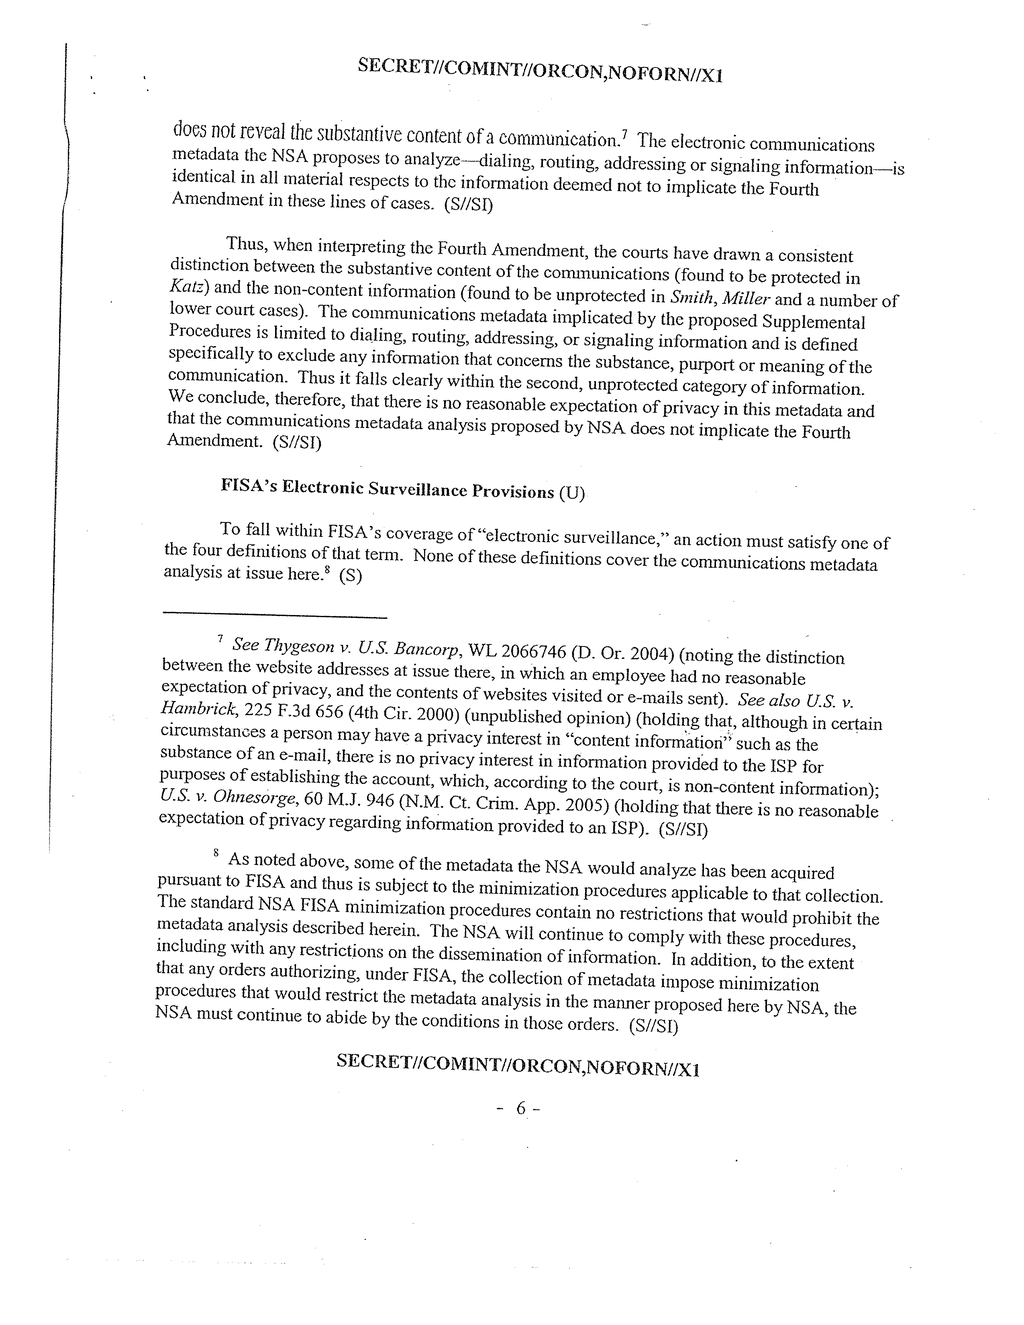 SECRET//COMINT//ORCON,NOFORN//X1
does not reveal the substantive content of a communication.7 The electronic communications
metadata the NSA proposes to analyze—dialing, routing, addressing or signaling information—is
identical in all material respects to the information deemed not to implicate the Fourth
Amendment in these lines of cases. (S//SI)
Thus, when interpreting the Fourth Amendment, the courts have drawn a consistent
distinction between the substantive content of the communications (found to be protected in
Katz) and the non-content information (found to be unprotected in Smith, Miller and a number of
lower court cases). The communications metadata implicated by the proposed Supplemental
Procedures is limited to dialing, routing, addressing, or signaling information and is defined
specifically to exclude any information that concerns the substance, purport or meaning of the
communication. Thus it falls clearly within the second, unprotected category of information.
We conclude, therefore, that there is no reasonable expectation of privacy in this metadata and
that the communications metadata analysis proposed by NSA does not implicate the Fourth
Amendment. (S//SI)
FISA's Electronic Surveillance Provisions (U)
To fall within FISA's coverage of "electronic surveillance," an action must satisfy one of
the four definitions of that term. None of these definitions cover the communications metadata
analysis at issue here.8 (S)
7 See Thygeson v. U.S. Bancorp, WL 2066746 (D. Or. 2004) (noting the distinction
between the website addresses at issue there, in which an employee had no reasonable
expectation of privacy, and the contents of websites visited or e-mails sent). See also U.S. v.
Hambrick, 225 F.3d 656 (4th Cir. 2000) (unpublished opinion) (holding that, although in certain
circumstances a person may have a privacy interest in "content information" such as the
substance of an e-mail, there is no privacy interest in information provided to the ISP for
purposes of establishing the account, which, according to the court, is non-content information);
U.S. v. Ohnesorge, 60 M.J. 946 (N.M. Ct. Crim. App. 2005) (holding that there is no reasonable
expectation of privacy regarding information provided to an ISP). (S//SI)
8 As noted above, some of the metadata the NSA would analyze has been acquired
pursuant to FISA and thus is subject to the minimization procedures applicable to that collection.
The standard NSA FISA minimization procedures contain no restrictions that would prohibit the
metadata analysis described herein. The NSA will continue to comply with these procedures,
including with any restrictions on the dissemination of information. In addition, to the extent
that any orders authorizing, under FISA, the collection of metadata impose minimization
procedures that would restrict the metadata analysis in the manner proposed here by NSA, the
NSA must continue to abide by the conditions in those orders. (S//SI)
SECRET//COMINT//ORCON,NOFORN//X1
- 6 -